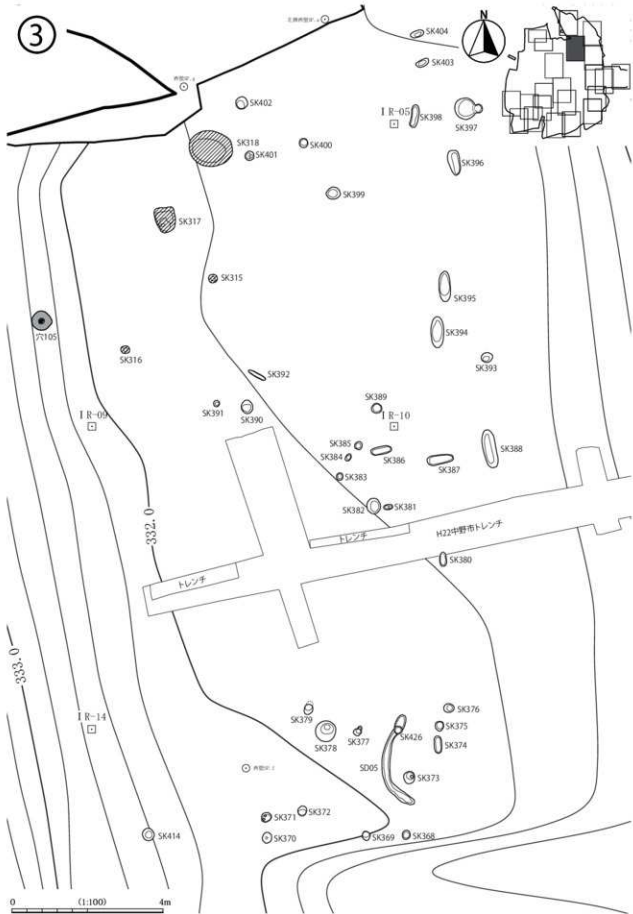 ③
N
SK404
SK403
SK402
IR-05
SK398
SK397
SK318
SK400
SK401
SK396
SK399
SK317
SK315
SK395
穴105
SK394
SK316
SK393
SK392
SK391
SK390
SK389
IR-09
IR-10
SK385
SK386
SK384
SK387
SK388
SK383
SK382
SK381
332.0
トレンチ
H22中野市トレンチ
トレンチ
SK380
333.0
IR-14
SK379
SK376
SK378
SK377
SK426
SK375
SK374
SD05
SK373
SK371
SK372
SK414
SK370
SK369
SK368
0 (1:100) 4m